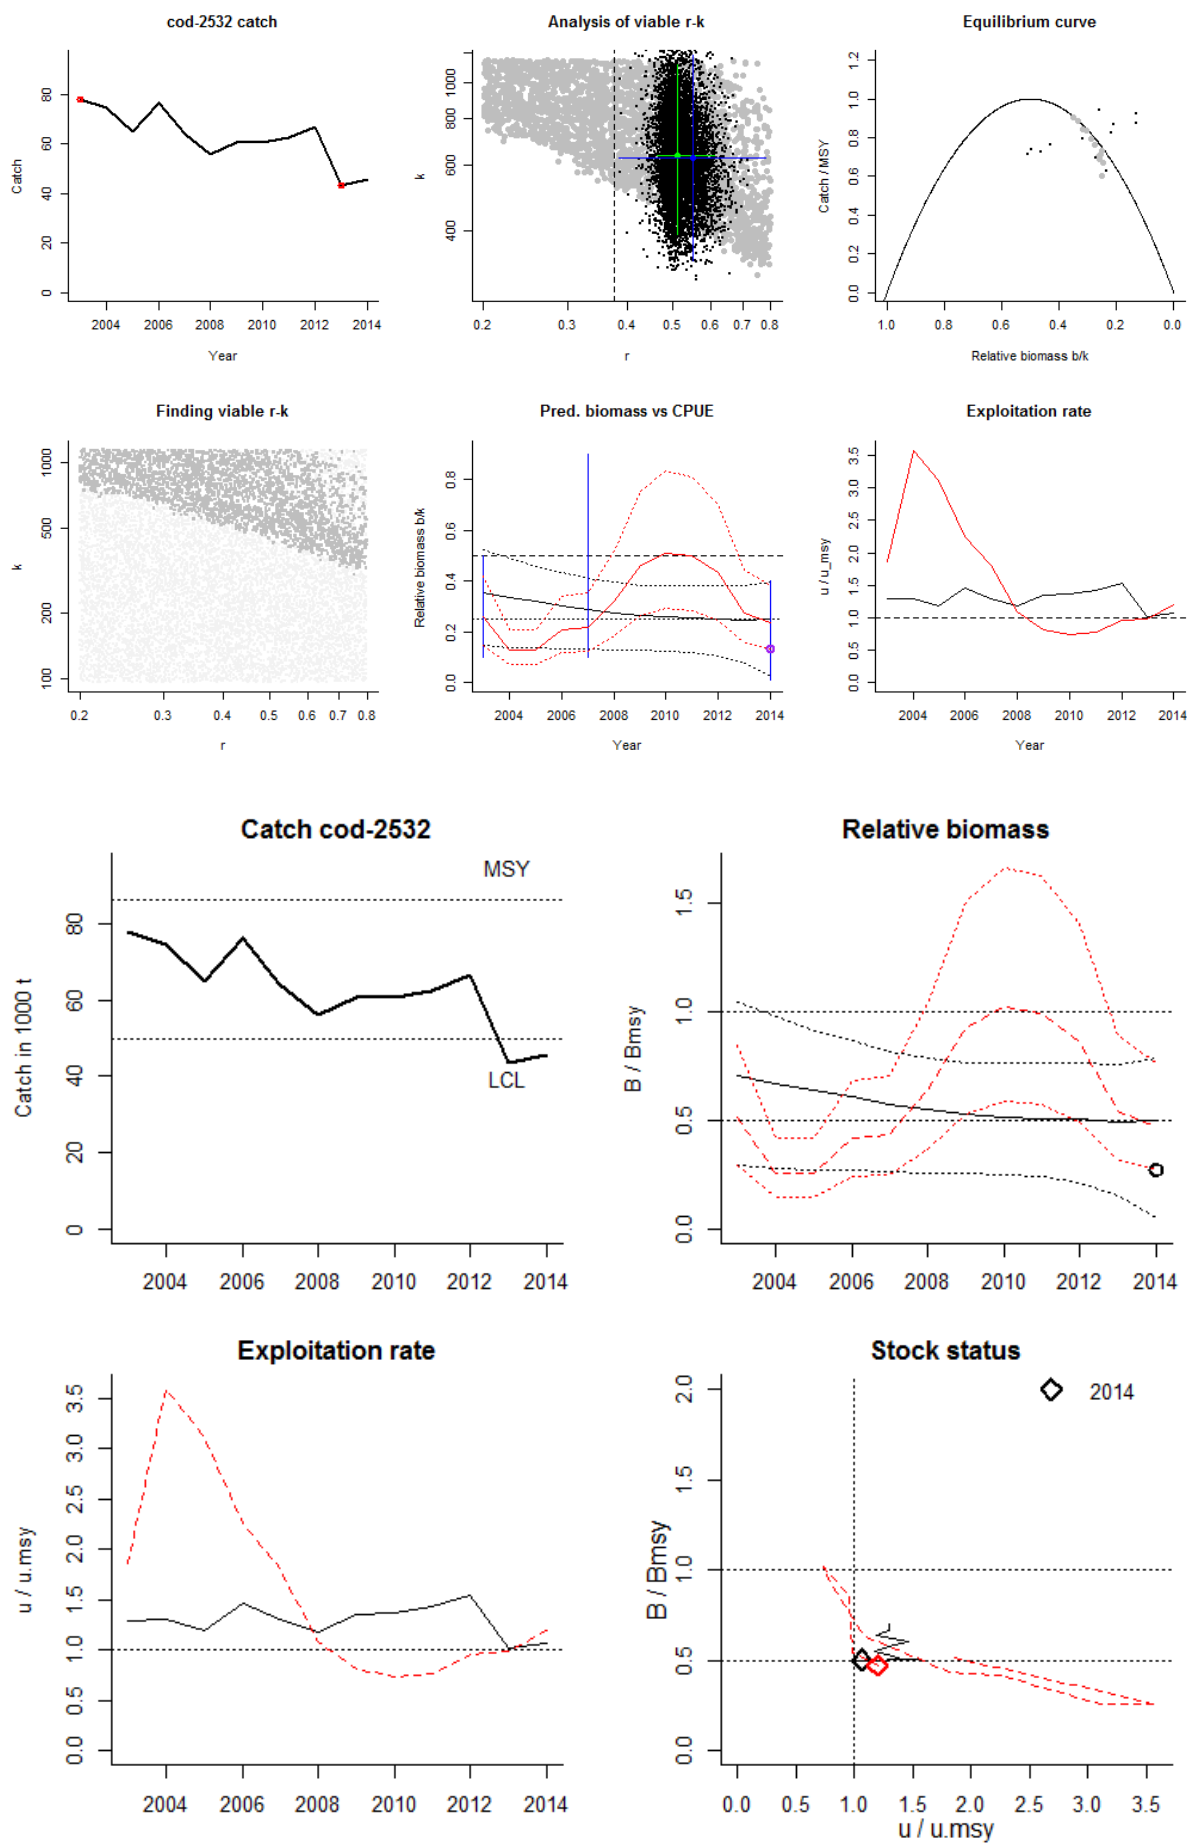 cod-2532 catch
Catch
0 20 40 60 80
2004 2006 2008 2010 2012 2014
Year
Analysis of viable r-k
k
400 600 800 1000
0.2 0.3 0.4 0.5 0.6 0.7 0.8
r
Equilibrium curve
Catch / MSY
0.0 0.2 0.4 0.6 0.8 1.0 1.2
1.0 0.8 0.6 0.4 0.2 0.0
Relative biomass b/k
Finding viable r-k
k
100 200 500 1000
0.2 0.3 0.4 0.5 0.6 0.7 0.8
r
Pred. biomass vs CPUE
Relative biomass b/k
0.0 0.2 0.4 0.6 0.8
2004 2006 2008 2010 2012 2014
Year
Exploitation rate
u / u_msy
0.0 0.5 1.0 1.5 2.0 2.5 3.0 3.5
2004 2006 2008 2010 2012 2014
Year
Catch cod-2532
MSY
LCL
Catch in 1000 t
0 20 40 60 80
2004 2006 2008 2010 2012 2014
Relative biomass
B / Bmsy
0.0 0.5 1.0 1.5
2004 2006 2008 2010 2012 2014
Exploitation rate
u / u.msy
0.0 0.5 1.0 1.5 2.0 2.5 3.0 3.5
2004 2006 2008 2010 2012 2014
Stock status
2014
B / Bmsy
0.0 0.5 1.0 1.5 2.0
0.0 0.5 1.0 1.5 2.0 2.5 3.0 3.5
u / u.msy